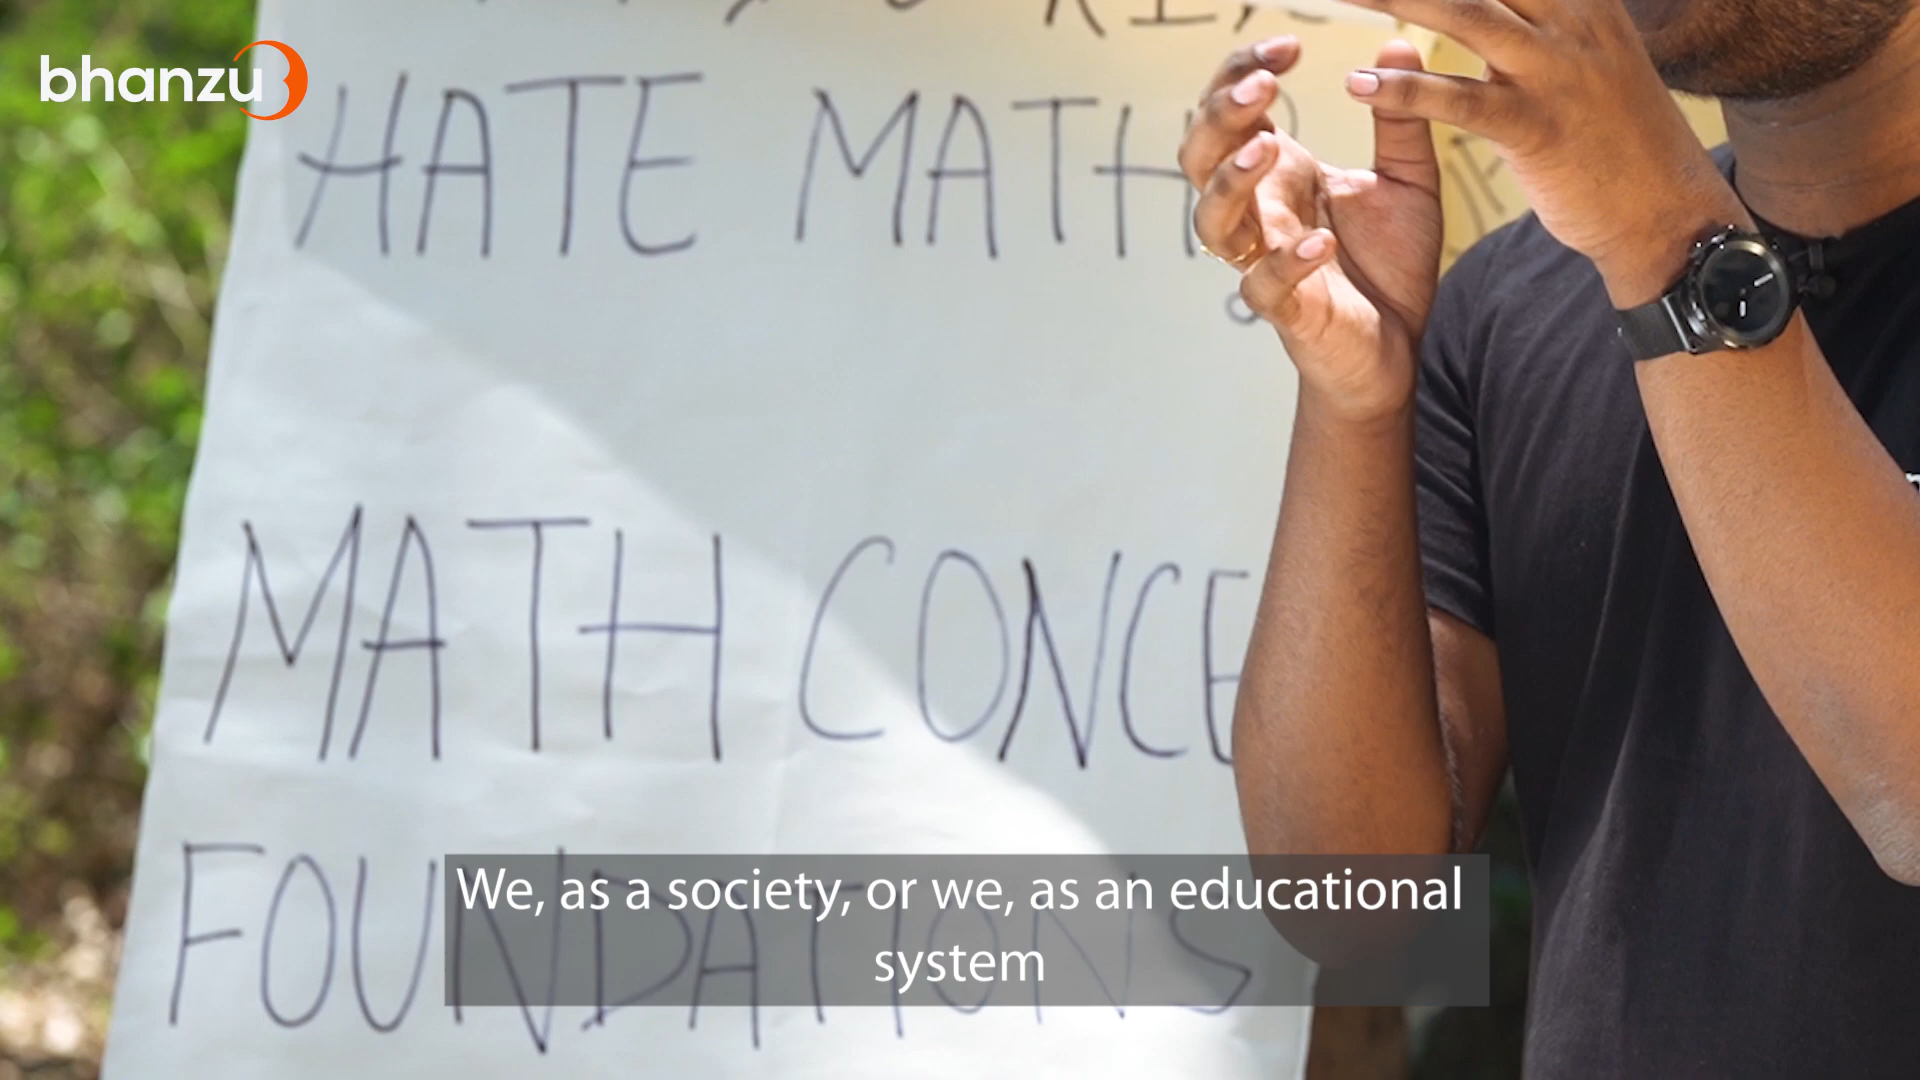 bhanzu
HATE MATH?
MATH CONCE
FOUNDATIONS
We, as a society, or we, as an educational
system